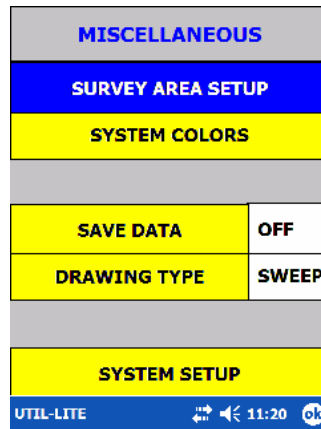 MISCELLANEOUS
SURVEY AREA SETUP
SYSTEM COLORS
SAVE DATA OFF
DRAWING TYPE SWEEP
SYSTEM SETUP
UTIL-LITE 11:20 ok